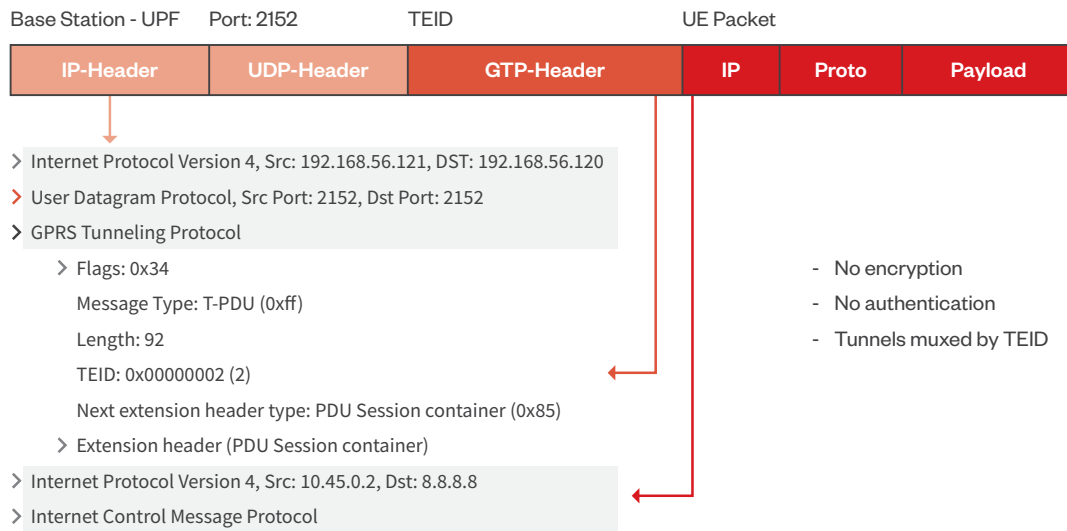 Base Station - UPF Port: 2152 TEID UE Packet
IP-Header UDP-Header GTP-Header IP Proto Payload
Internet Protocol Version 4, Src: 192.168.56.121, DST: 192.168.56.120
User Datagram Protocol, Src Port: 2152, Dst Port: 2152
GPRS Tunneling Protocol
Flags: 0x34
Message Type: T-PDU (0xff)
Length: 92
TEID: 0x00000002 (2)
Next extension header type: PDU Session container (0x85)
Extension header (PDU Session container)
Internet Protocol Version 4, Src: 10.45.0.2, Dst: 8.8.8.8
Internet Control Message Protocol
- No encryption
- No authentication
- Tunnels muxed by TEID